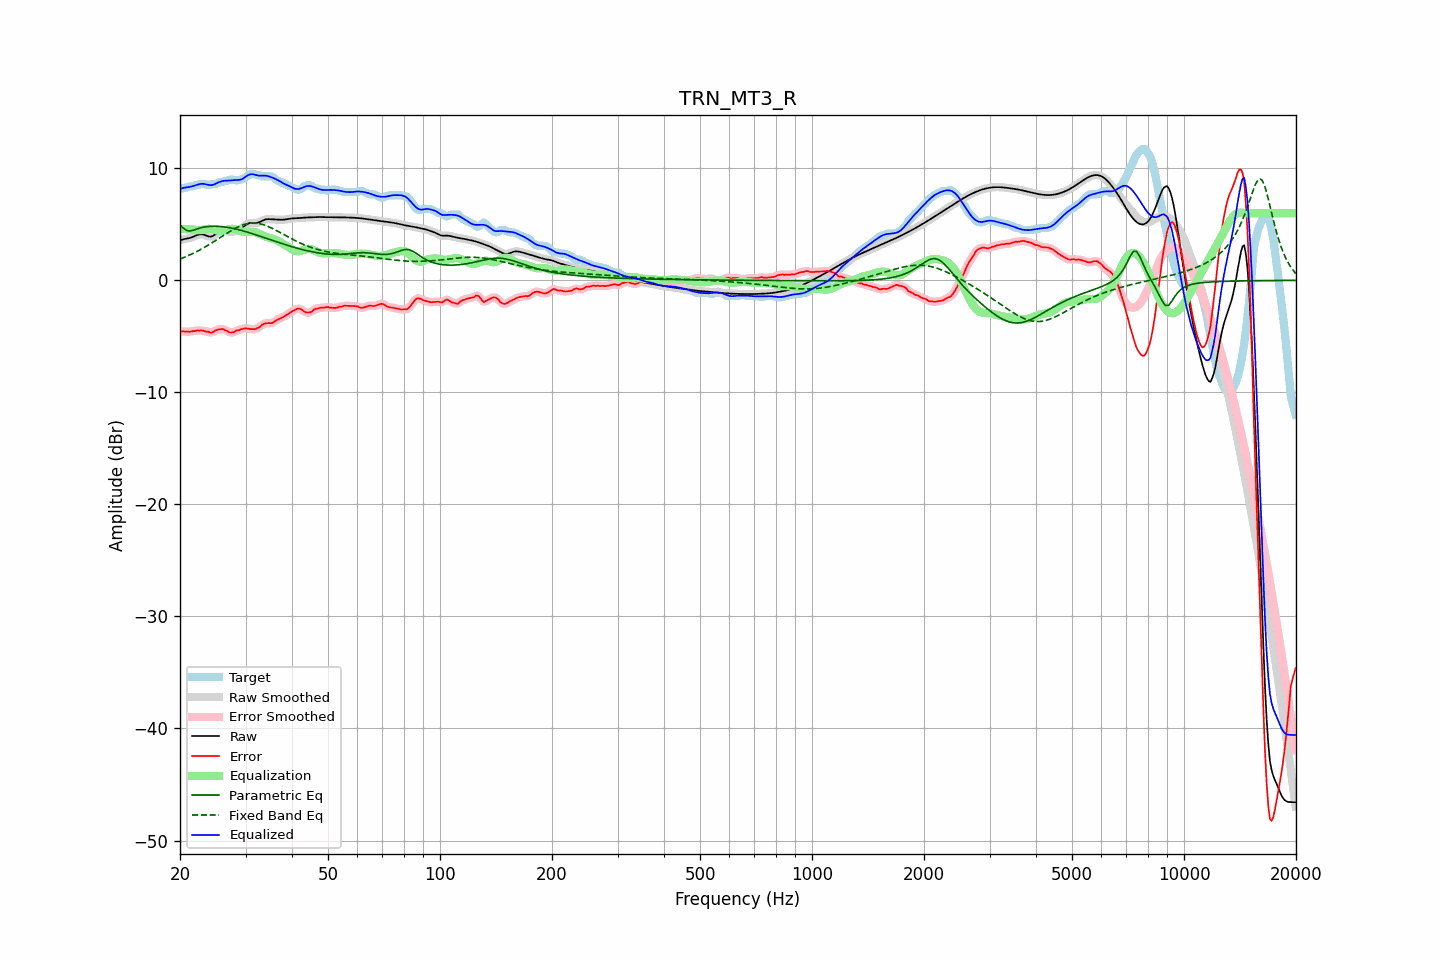 TRN_MT3_R
10
0
−10
−20
−30
−40
−50
Amplitude (dBr)
Target
Raw Smoothed
Error Smoothed
Raw
Error
Equalization
Parametric Eq
Fixed Band Eq
Equalized
20
50
100
200
500
1000
2000
5000
10000
20000
Frequency (Hz)